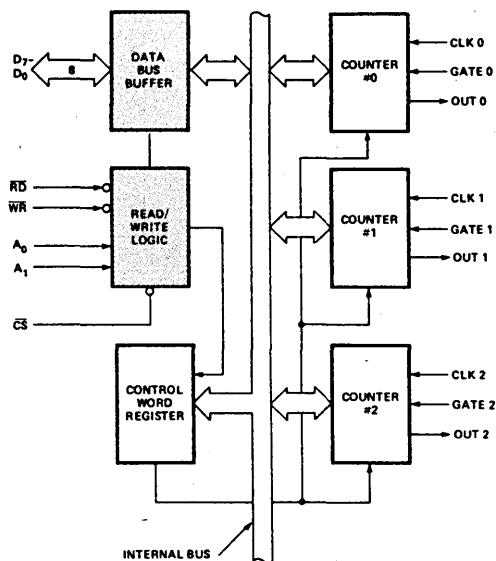 D7-
D0
8
DATA
BUS
BUFFER
COUNTER
#0
CLK 0
GATE 0
OUT 0
RD
WR
A0
A1
CS
READ/
WRITE
LOGIC
COUNTER
#1
CLK 1
GATE 1
OUT 1
CONTROL
WORD
REGISTER
COUNTER
#2
CLK 2
GATE 2
OUT 2
INTERNAL BUS